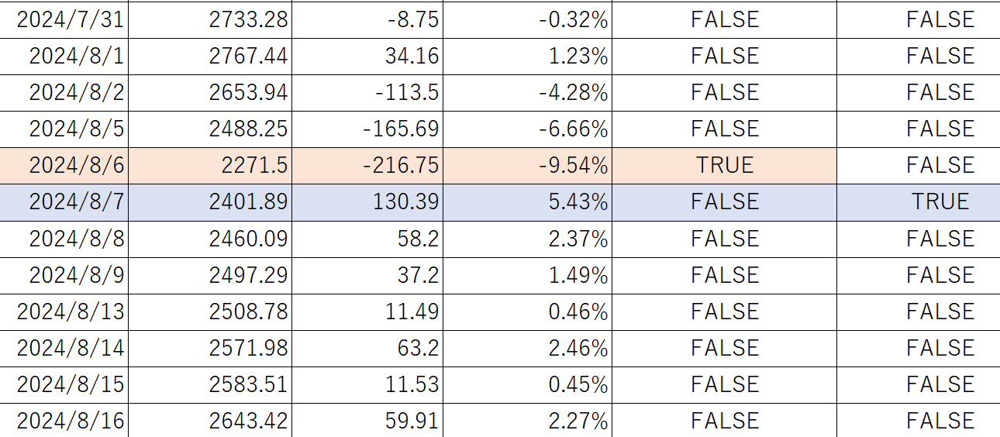 2024/7/31 2733.28 -8.75 -0.32% FALSE FALSE
2024/8/1 2767.44 34.16 1.23% FALSE FALSE
2024/8/2 2653.94 -113.5 -4.28% FALSE FALSE
2024/8/5 2488.25 -165.69 -6.66% FALSE FALSE
2024/8/6 2271.5 -216.75 -9.54% TRUE FALSE
2024/8/7 2401.89 130.39 5.43% FALSE TRUE
2024/8/8 2460.09 58.2 2.37% FALSE FALSE
2024/8/9 2497.29 37.2 1.49% FALSE FALSE
2024/8/13 2508.78 11.49 0.46% FALSE FALSE
2024/8/14 2571.98 63.2 2.46% FALSE FALSE
2024/8/15 2583.51 11.53 0.45% FALSE FALSE
2024/8/16 2643.42 59.91 2.27% FALSE FALSE